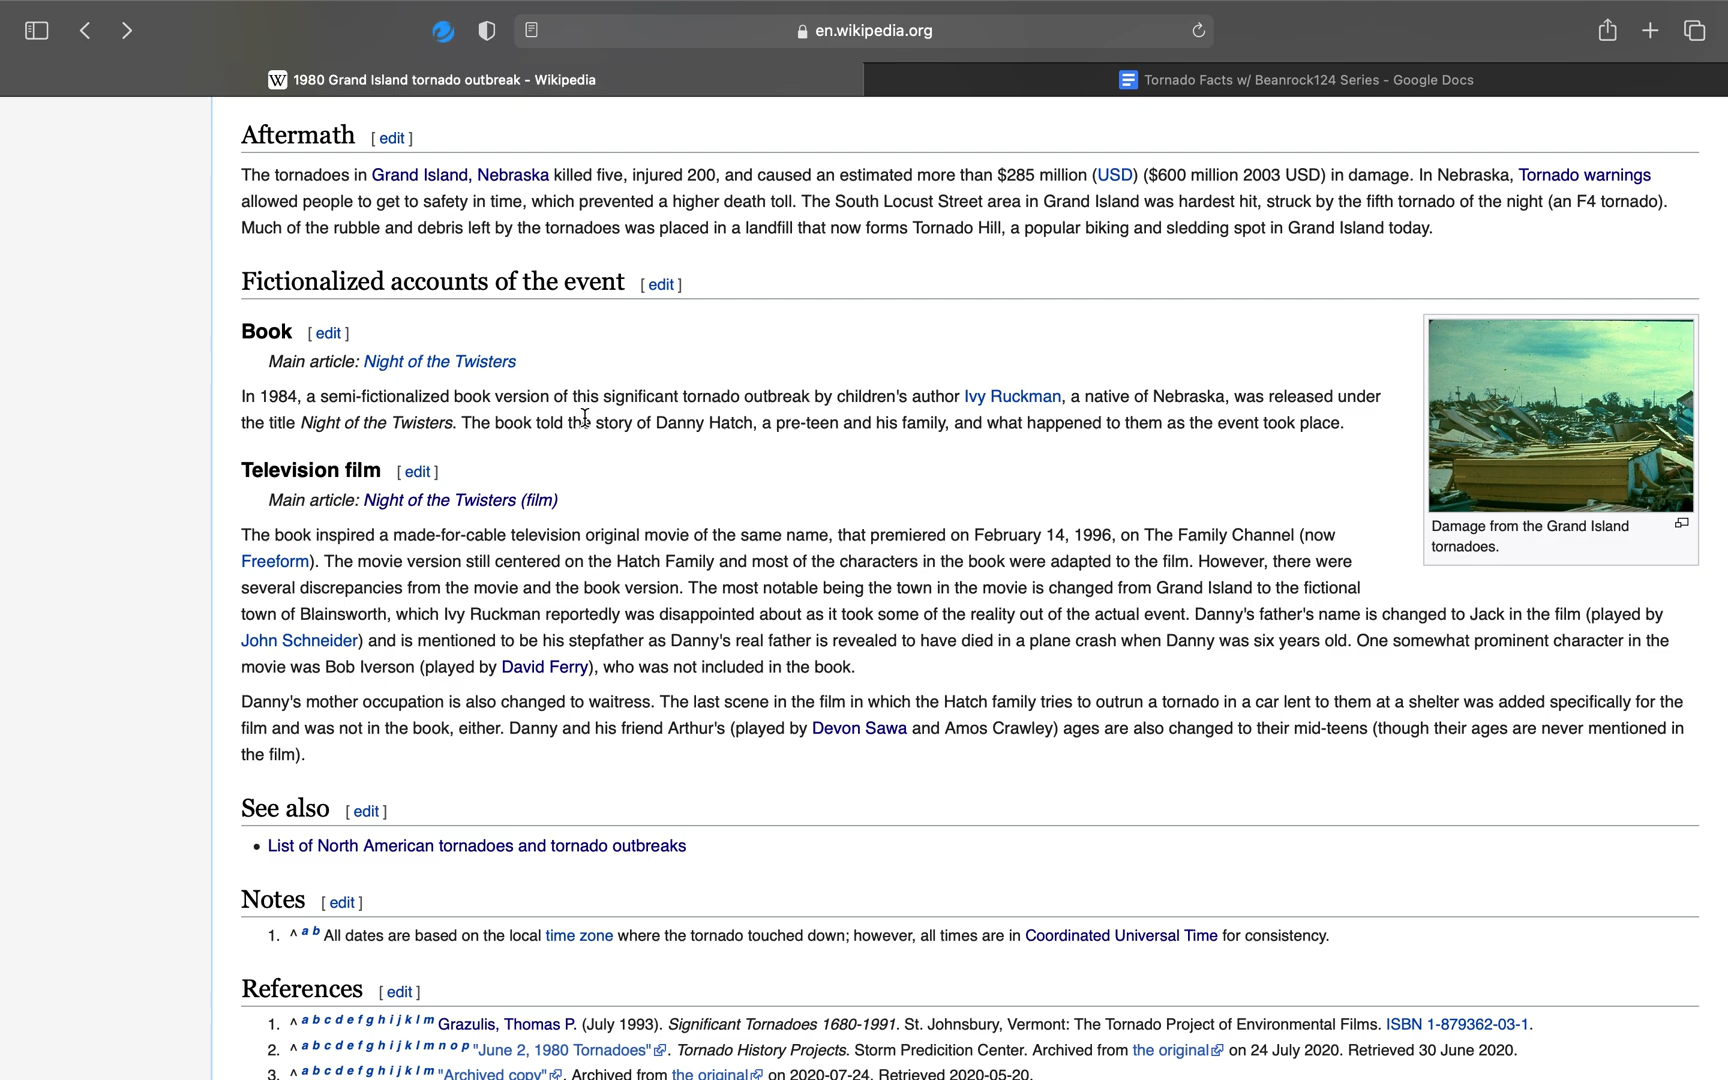 en.wikipedia.org
1980 Grand Island tornado outbreak - Wikipedia
Tornado Facts w/ Beanrock124 Series - Google Docs
Aftermath [ edit ]
The tornadoes in Grand Island, Nebraska killed five, injured 200, and caused an estimated more than $285 million (USD) ($600 million 2003 USD) in damage. In Nebraska, Tornado warnings
allowed people to get to safety in time, which prevented a higher death toll. The South Locust Street area in Grand Island was hardest hit, struck by the fifth tornado of the night (an F4 tornado).
Much of the rubble and debris left by the tornadoes was placed in a landfill that now forms Tornado Hill, a popular biking and sledding spot in Grand Island today.
Fictionalized accounts of the event [ edit ]
Book [ edit ]
Main article: Night of the Twisters
In 1984, a semi-fictionalized book version of this significant tornado outbreak by children's author Ivy Ruckman, a native of Nebraska, was released under
the title Night of the Twisters. The book told the story of Danny Hatch, a pre-teen and his family, and what happened to them as the event took place.
Damage from the Grand Island
tornadoes.
Television film [ edit ]
Main article: Night of the Twisters (film)
The book inspired a made-for-cable television original movie of the same name, that premiered on February 14, 1996, on The Family Channel (now
Freeform). The movie version still centered on the Hatch Family and most of the characters in the book were adapted to the film. However, there were
several discrepancies from the movie and the book version. The most notable being the town in the movie is changed from Grand Island to the fictional
town of Blainsworth, which Ivy Ruckman reportedly was disappointed about as it took some of the reality out of the actual event. Danny's father's name is changed to Jack in the film (played by
John Schneider) and is mentioned to be his stepfather as Danny's real father is revealed to have died in a plane crash when Danny was six years old. One somewhat prominent character in the
movie was Bob Iverson (played by David Ferry), who was not included in the book.
Danny's mother occupation is also changed to waitress. The last scene in the film in which the Hatch family tries to outrun a tornado in a car lent to them at a shelter was added specifically for the
film and was not in the book, either. Danny and his friend Arthur's (played by Devon Sawa and Amos Crawley) ages are also changed to their mid-teens (though their ages are never mentioned in
the film).
See also [ edit ]
• List of North American tornadoes and tornado outbreaks
Notes [ edit ]
1. ^ a b All dates are based on the local time zone where the tornado touched down; however, all times are in Coordinated Universal Time for consistency.
References [ edit ]
1. ^ a b c d e f g h i j k l m Grazulis, Thomas P. (July 1993). Significant Tornadoes 1680-1991. St. Johnsbury, Vermont: The Tornado Project of Environmental Films. ISBN 1-879362-03-1.
2. ^ a b c d e f g h i j k l m n o p "June 2, 1980 Tornadoes". Tornado History Projects. Storm Predicition Center. Archived from the original on 24 July 2020. Retrieved 30 June 2020.
3. ^ a b c d e f g h i j k l m "Archived copy". Archived from the original on 2020-07-24. Retrieved 2020-05-20.